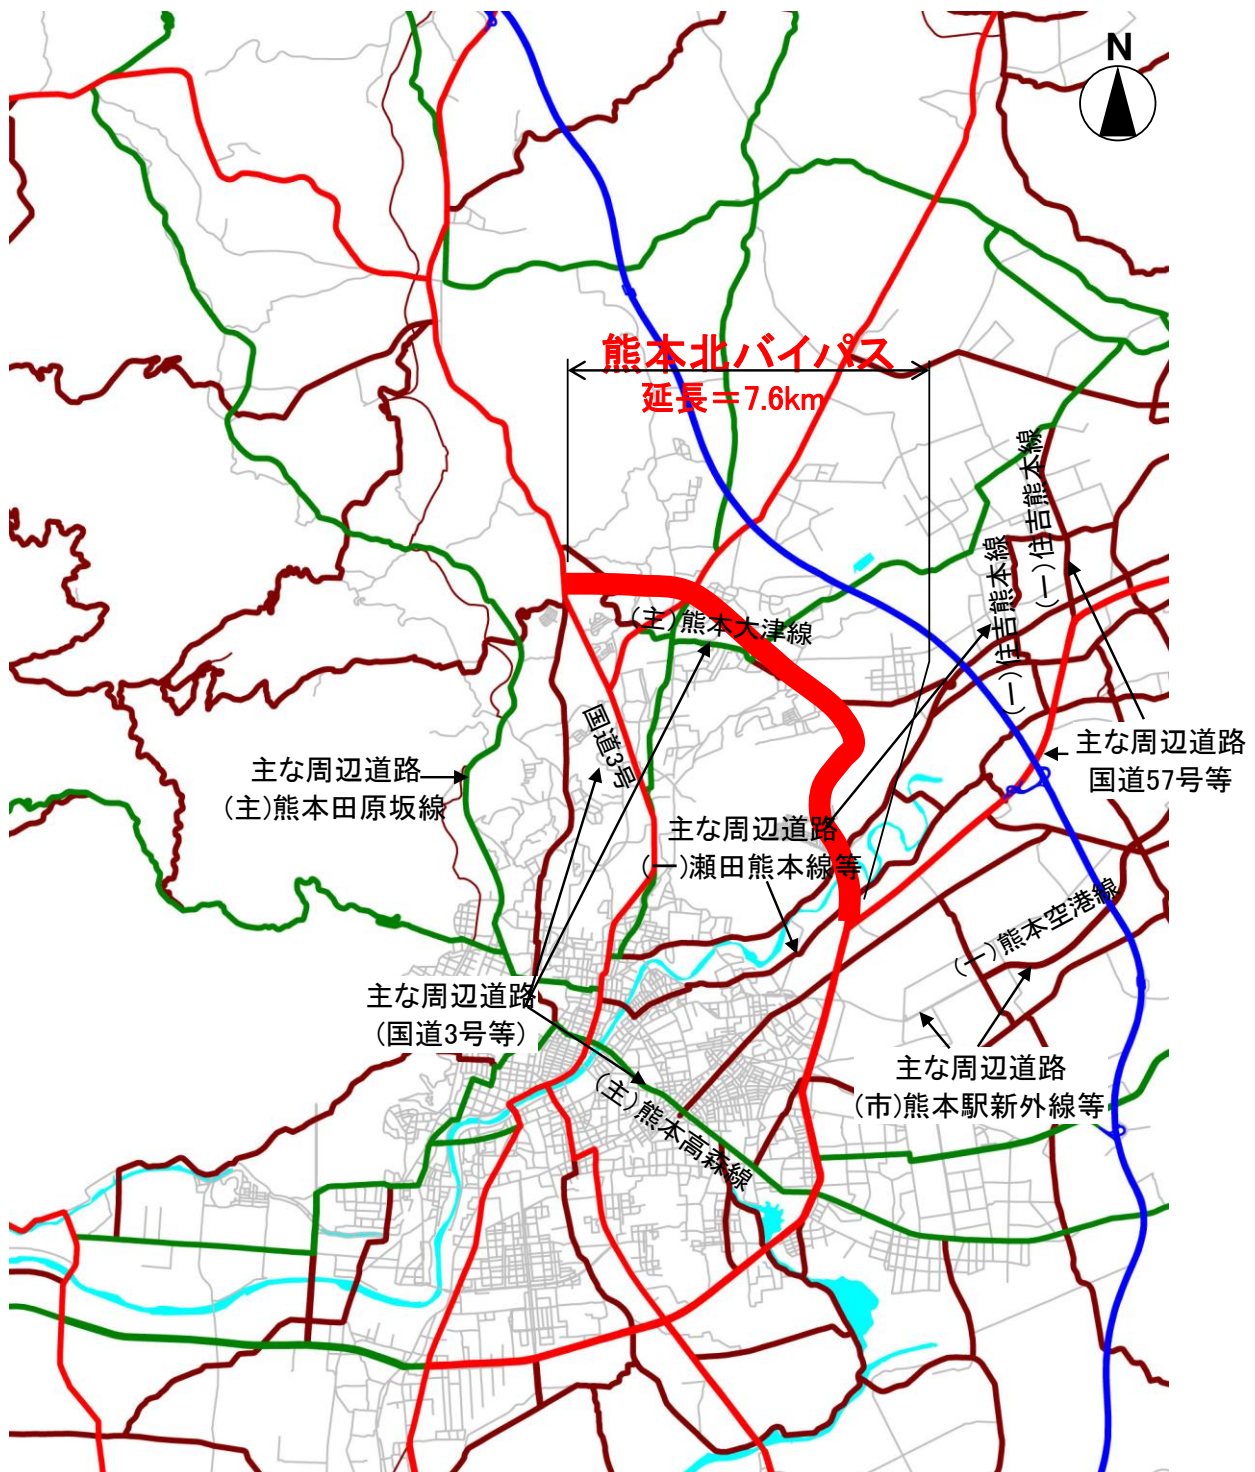 N
熊本北バイパス
延長＝7.6km
(一)住吉熊本線
(一)住吉熊本線
(主)熊本大津線
国道3号
主な周辺道路
国道57号等
主な周辺道路
(主)熊本田原坂線
主な周辺道路
(一)瀬田熊本線等
(一)熊本空港線
主な周辺道路
(国道3号等)
主な周辺道路
(市)熊本駅新外線等
(主)熊本高森線